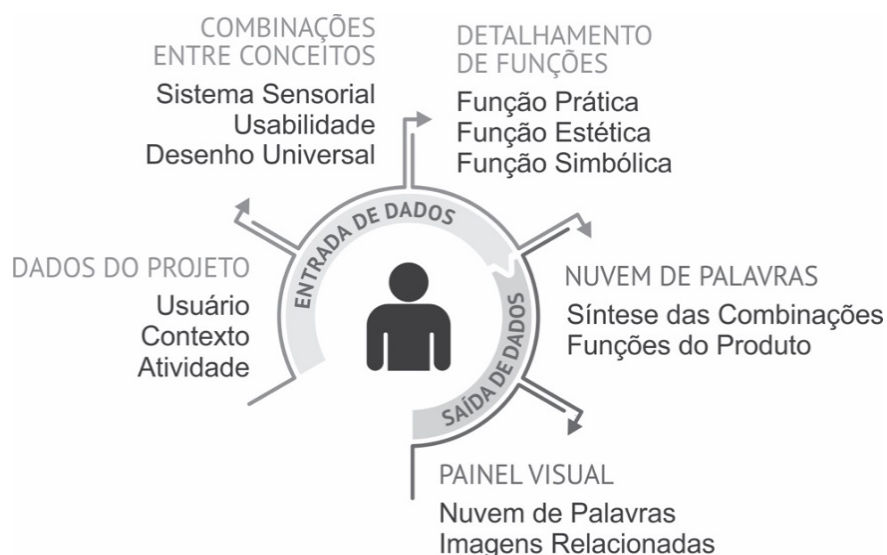 COMBINAÇÕES
ENTRE CONCEITOS
Sistema Sensorial
Usabilidade
Desenho Universal
DETALHAMENTO
DE FUNÇÕES
Função Prática
Função Estética
Função Simbólica
ENTRADA DE DADOS
DADOS DO PROJETO
Usuário
Contexto
Atividade
NUVEM DE PALAVRAS
Síntese das Combinações
Funções do Produto
SAÍDA DE DADOS
PAINEL VISUAL
Nuvem de Palavras
Imagens Relacionadas